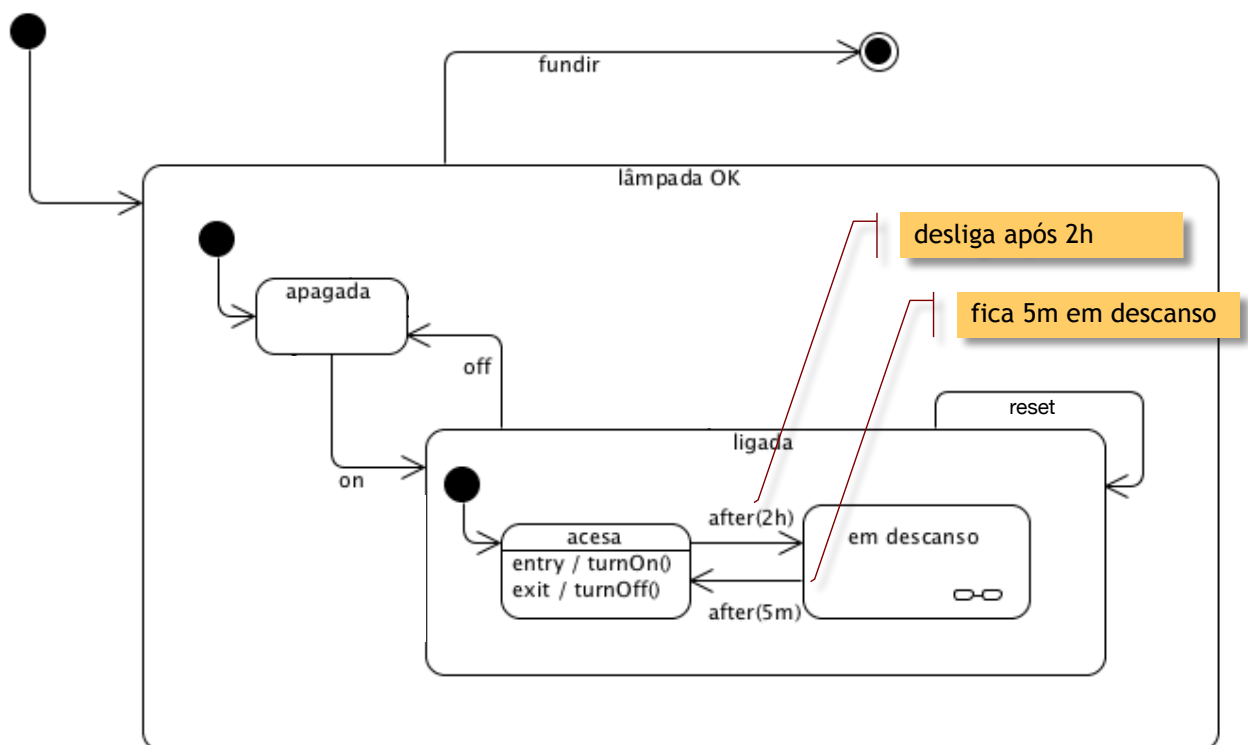 fundir
lâmpada OK
desliga após 2h
apagada
fica 5m em descanso
off
reset
ligada
on
after(2h)
acesa
em descanso
entry / turnOn()
exit / turnOff()
after(5m)